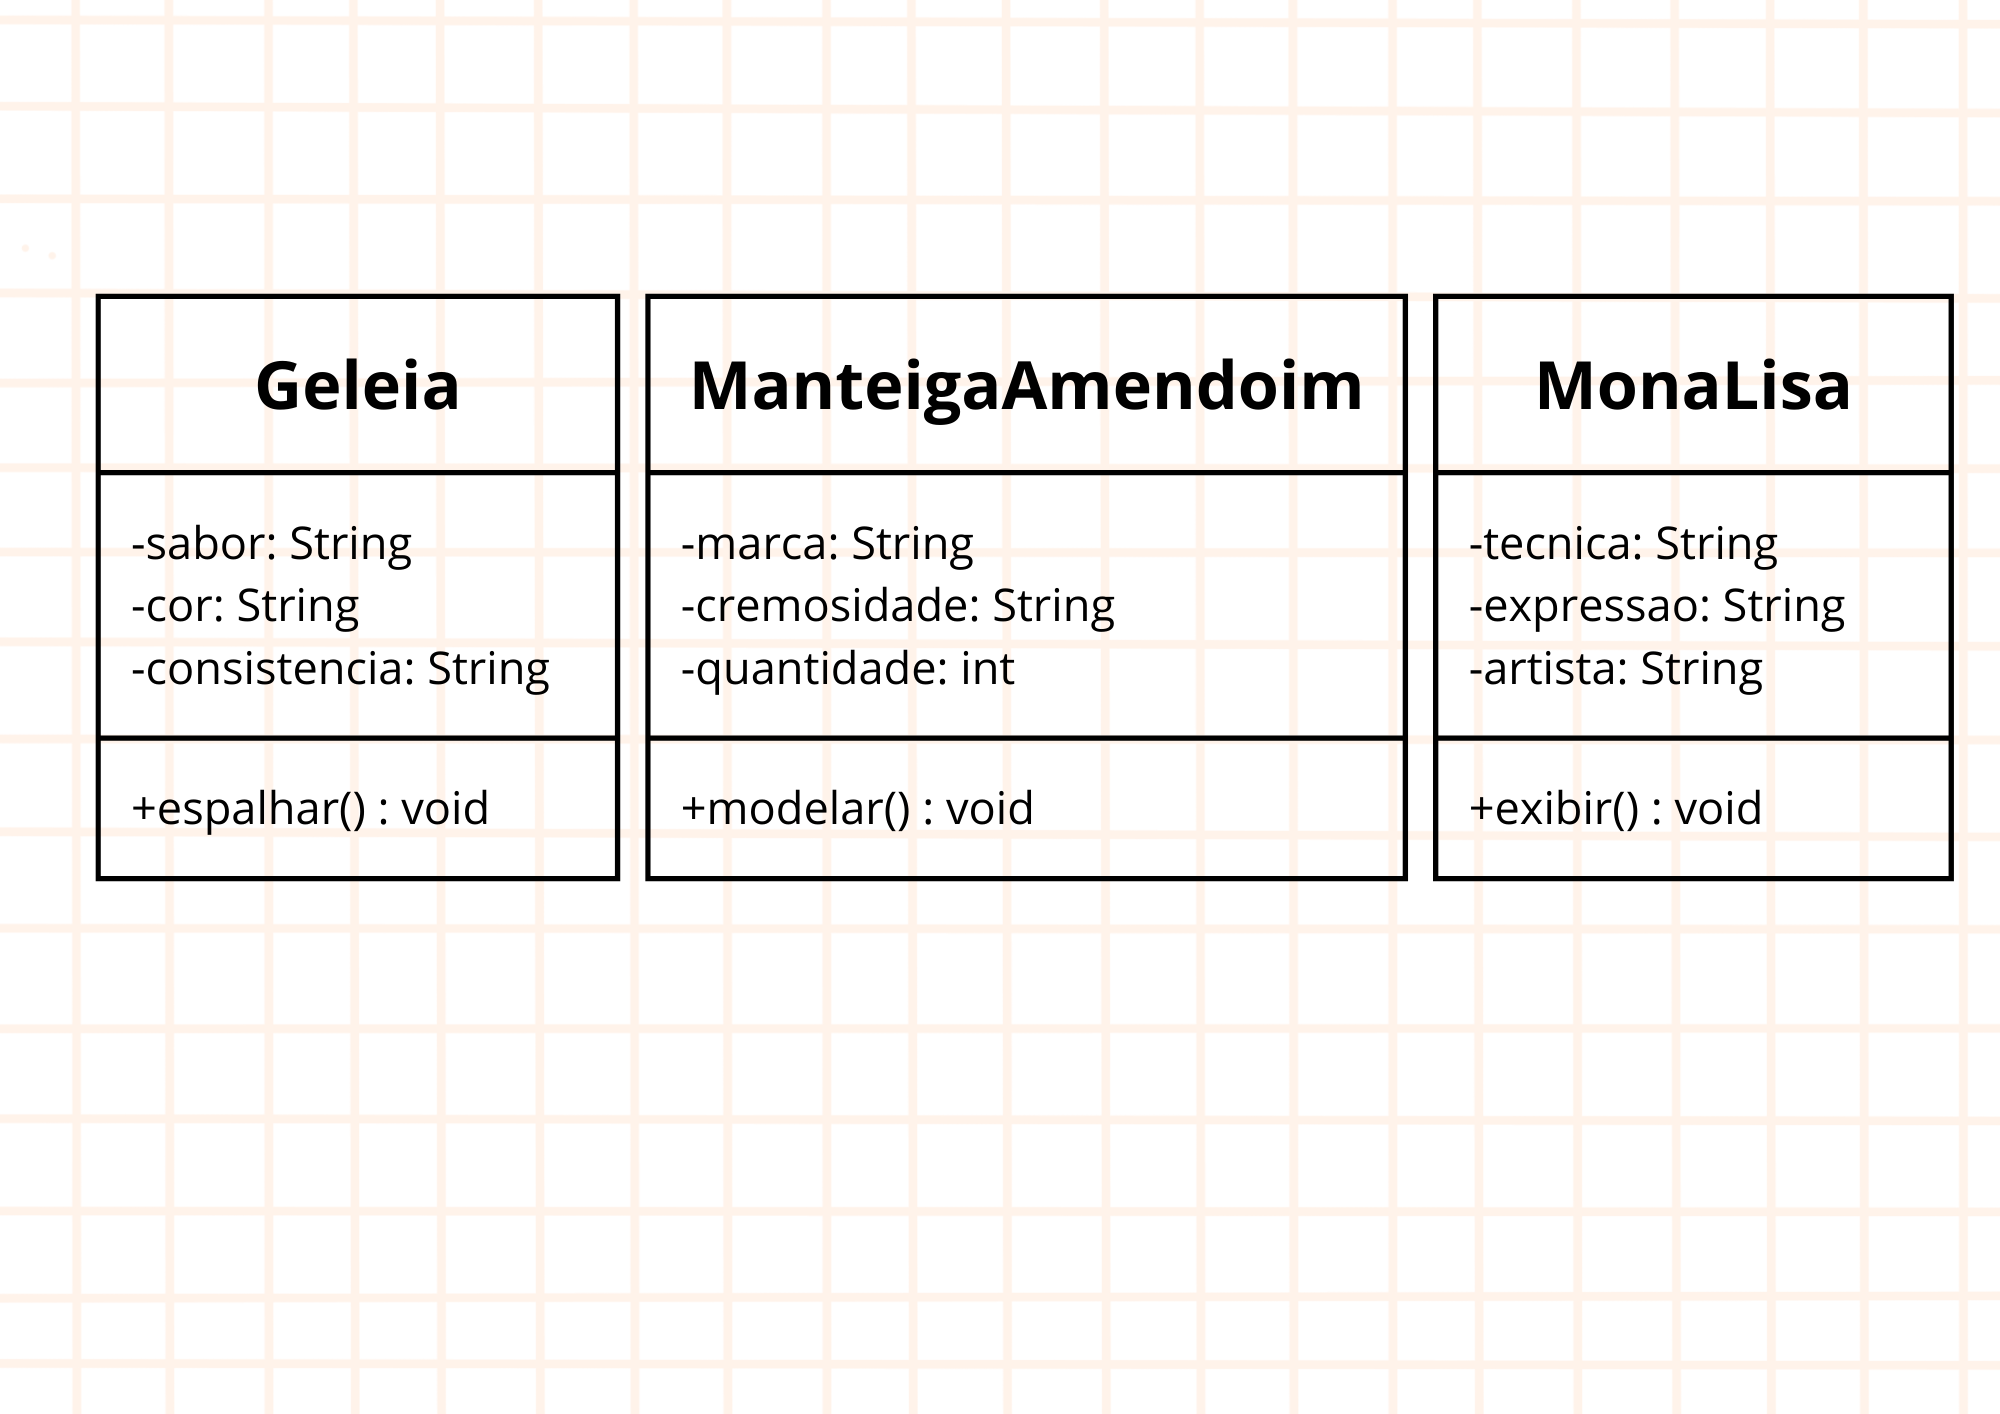 Geleia
-sabor: String
-cor: String
-consistencia: String
+espalhar() : void
ManteigaAmendoim
-marca: String
-cremosidade: String
-quantidade: int
+modelar() : void
MonaLisa
-tecnica: String
-expressao: String
-artista: String
+exibir() : void